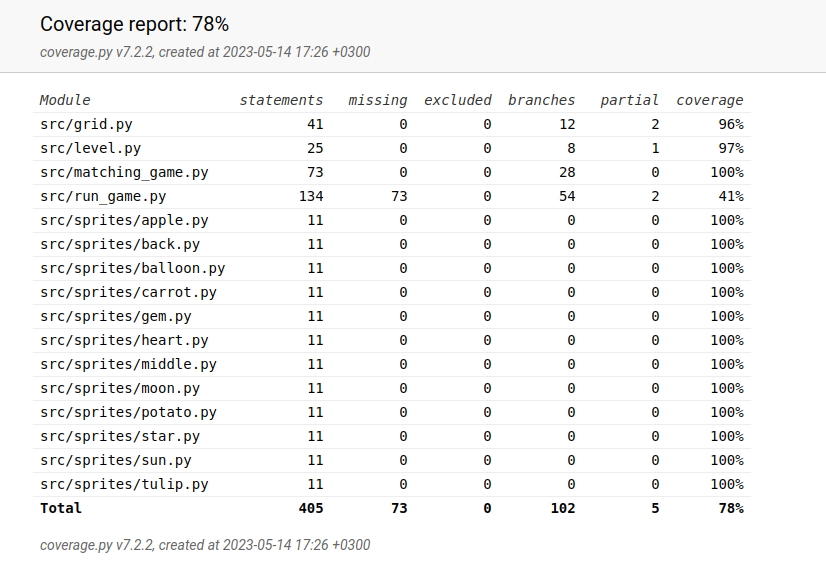 Coverage report: 78%
coverage.py v7.2.2, created at 2023-05-14 17:26 +0300
Module statements missing excluded branches partial coverage
src/grid.py 41 0 0 12 2 96%
src/level.py 25 0 0 8 1 97%
src/matching_game.py 73 0 0 28 0 100%
src/run_game.py 134 73 0 54 2 41%
src/sprites/apple.py 11 0 0 0 0 100%
src/sprites/back.py 11 0 0 0 0 100%
src/sprites/balloon.py 11 0 0 0 0 100%
src/sprites/carrot.py 11 0 0 0 0 100%
src/sprites/gem.py 11 0 0 0 0 100%
src/sprites/heart.py 11 0 0 0 0 100%
src/sprites/middle.py 11 0 0 0 0 100%
src/sprites/moon.py 11 0 0 0 0 100%
src/sprites/potato.py 11 0 0 0 0 100%
src/sprites/star.py 11 0 0 0 0 100%
src/sprites/sun.py 11 0 0 0 0 100%
src/sprites/tulip.py 11 0 0 0 0 100%
Total 405 73 0 102 5 78%
coverage.py v7.2.2, created at 2023-05-14 17:26 +0300